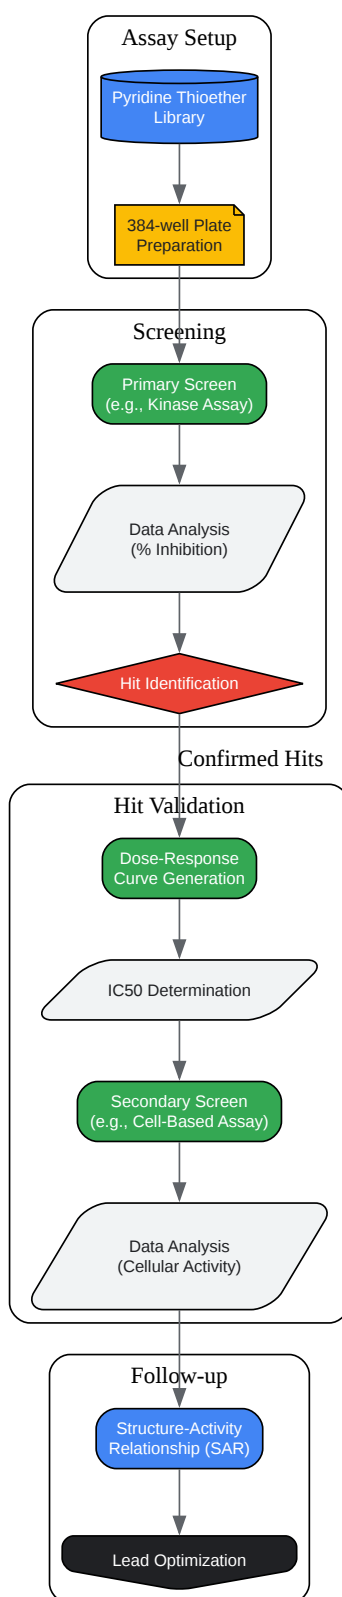 Assay Setup
Pyridine Thioether
Library
384-well Plate
Preparation
Screening
Primary Screen
(e.g., Kinase Assay)
Data Analysis
(% Inhibition)
Hit Identification
Confirmed Hits
Hit Validation
Dose-Response
Curve Generation
IC50 Determination
Secondary Screen
(e.g., Cell-Based Assay)
Data Analysis
(Cellular Activity)
Follow-up
Structure-Activity
Relationship (SAR)
Lead Optimization